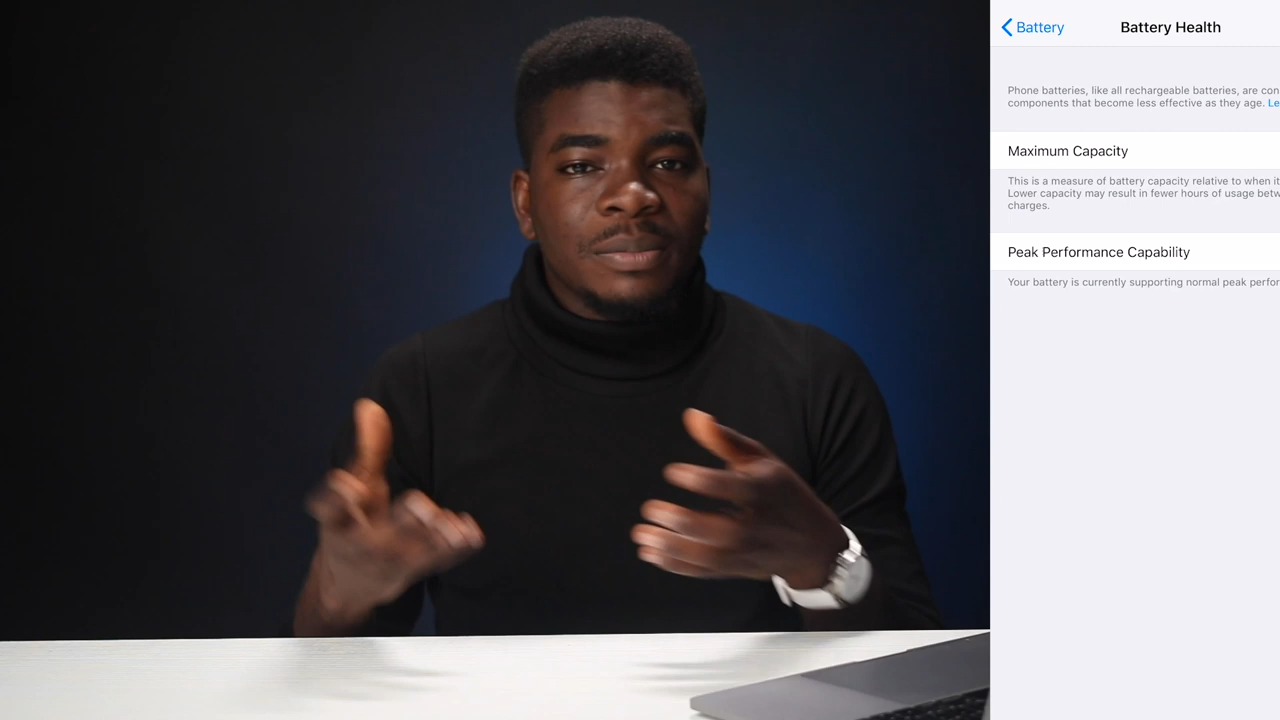 Battery
Battery Health
Phone batteries, like all rechargeable batteries, are con
components that become less effective as they age. Le
Maximum Capacity
This is a measure of battery capacity relative to when it
Lower capacity may result in fewer hours of usage betw
charges.
Peak Performance Capability
Your battery is currently supporting normal peak perfor